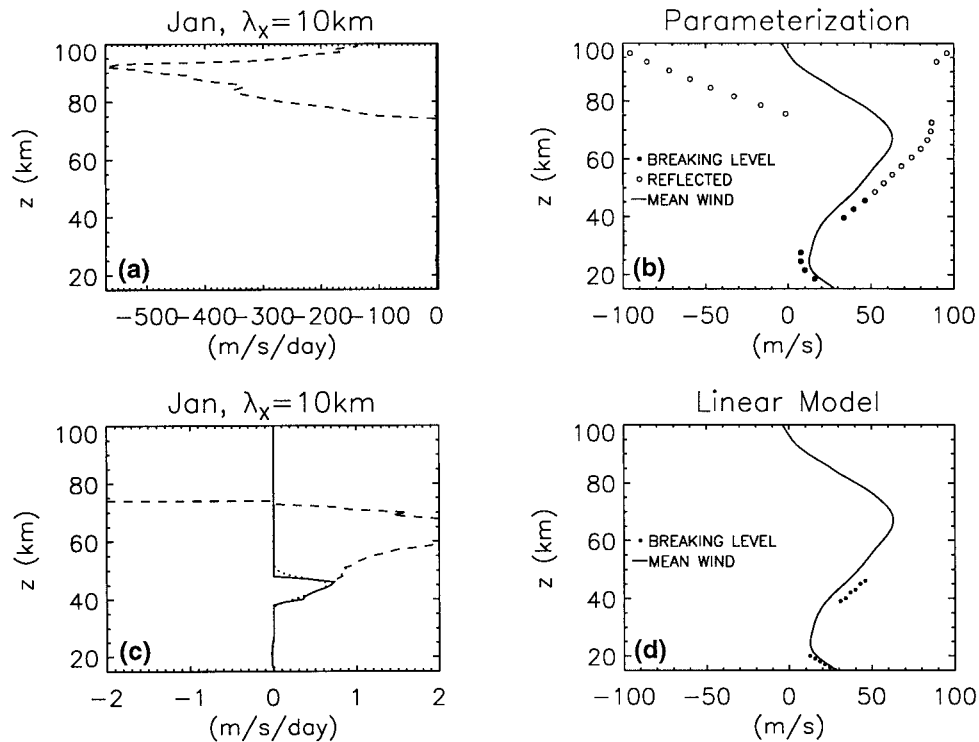 Jan, λx=10km
100
80
60
40
20
z (km)
(a)
−500 −400 −300 −200 −100 0
(m/s/day)
Parameterization
100
80
60
40
20
z (km)
BREAKING LEVEL
REFLECTED
MEAN WIND
(b)
−100 −50 0 50 100
(m/s)
Jan, λx=10km
100
80
60
40
20
z (km)
(c)
−2 −1 0 1 2
(m/s/day)
Linear Model
100
80
60
40
20
z (km)
BREAKING LEVEL
MEAN WIND
(d)
−100 −50 0 50 100
(m/s)